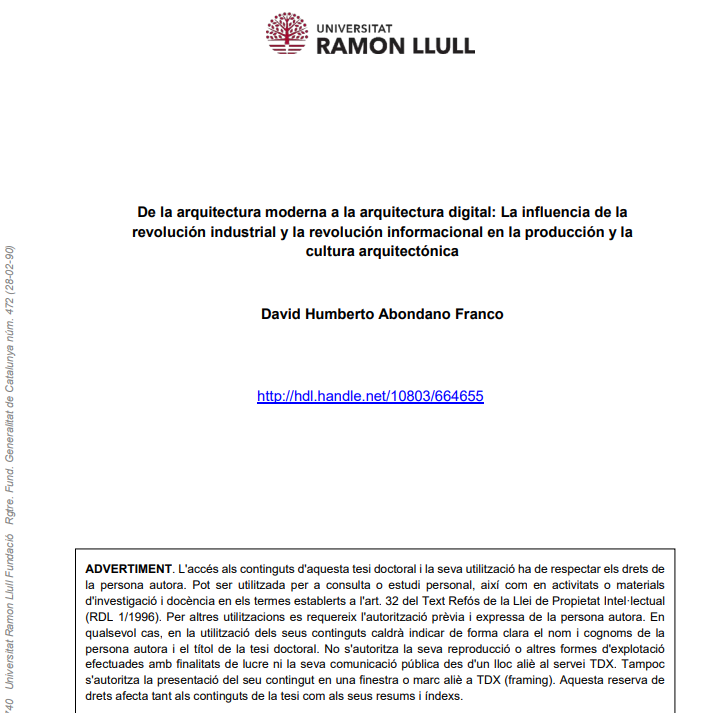 UNIVERSITAT
RAMON LLULL
De la arquitectura moderna a la arquitectura digital: La influencia de la
revolución industrial y la revolución informacional en la producción y la
cultura arquitectónica
David Humberto Abondano Franco
http://hdl.handle.net/10803/664655
ADVERTIMENT. L'accés als continguts d'aquesta tesi doctoral i la seva utilització ha de respectar els drets de
la persona autora. Pot ser utilitzada per a consulta o estudi personal, així com en activitats o materials
d'investigació i docència en els termes establerts a l'art. 32 del Text Refós de la Llei de Propietat Intel·lectual
(RDL 1/1996). Per altres utilitzacions es requereix l'autorització prèvia i expressa de la persona autora. En
qualsevol cas, en la utilització dels seus continguts caldrà indicar de forma clara el nom i cognoms de la
persona autora i el títol de la tesi doctoral. No s'autoritza la seva reproducció o altres formes d'explotació
efectuades amb finalitats de lucre ni la seva comunicació pública des d'un lloc aliè al servei TDX. Tampoc
s'autoritza la presentació del seu contingut en una finestra o marc aliè a TDX (framing). Aquesta reserva de
drets afecta tant als continguts de la tesi com als seus resums i índexs.
740 Universitat Ramon Llull Fundació Rgtre. Fund. Generalitat de Catalunya núm. 472 (28-02-90)